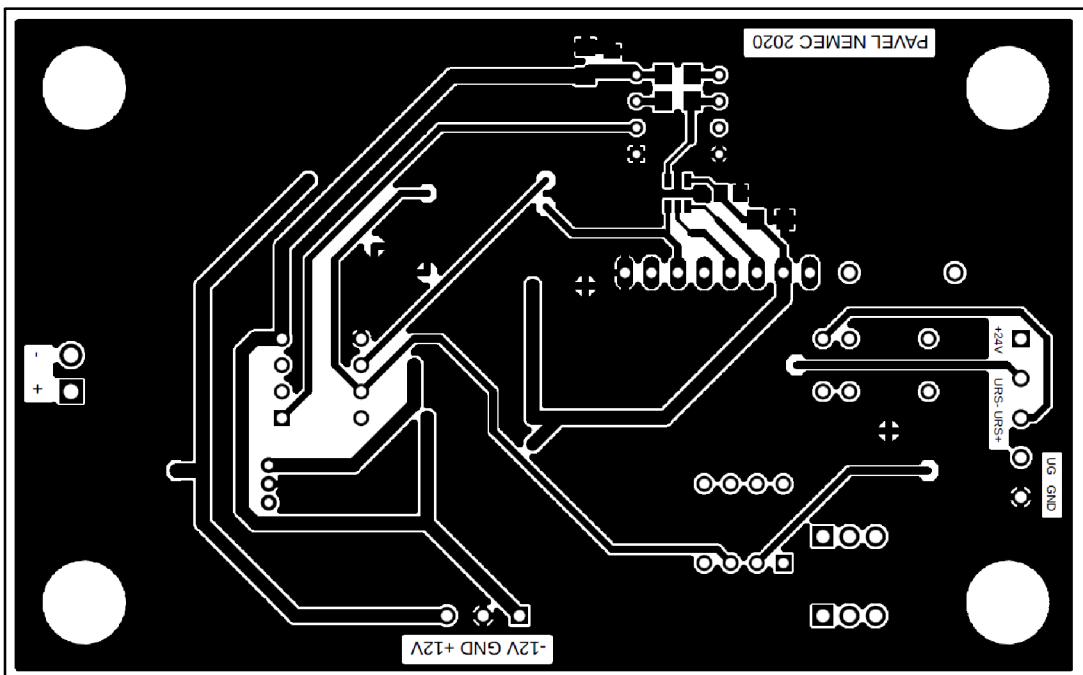 PAVEL NEMEC 2020
-
+
+24V
URS- URS+
UG GND
-12V GND +12V